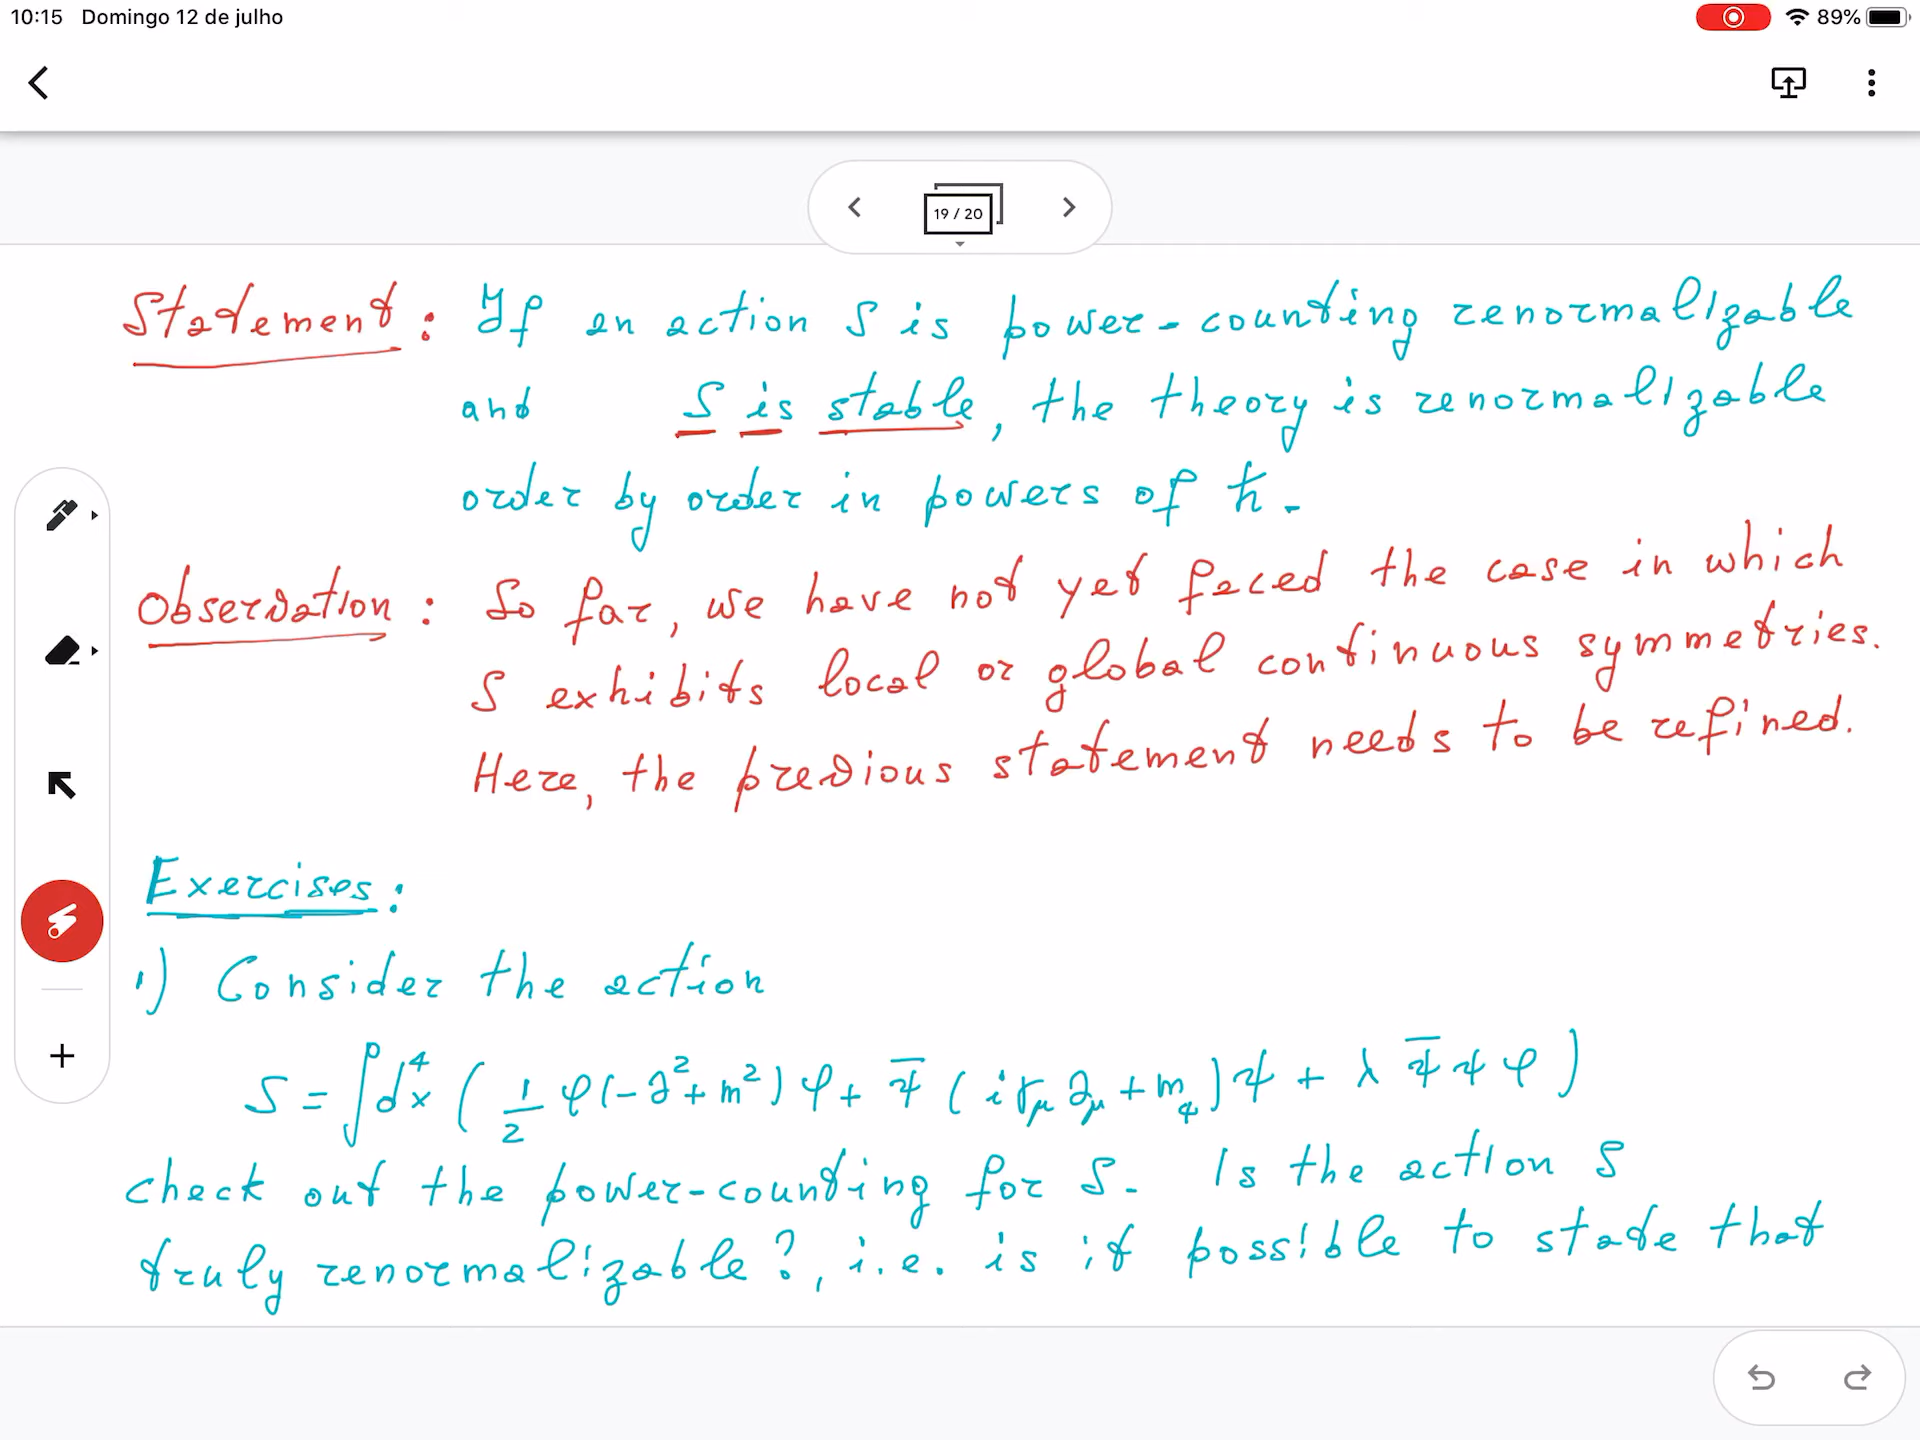 10:15 Domingo 12 de julho 89%
19 / 20
Statement: If an action S is power-counting renormalizable
and S is stable, the theory is renormalizable
order by order in powers of ħ.
Observation: So far, we have not yet faced the case in which
S exhibits local or global continuous symmetries.
Here, the previous statement needs to be refined.
Exercises:
1) Consider the action
S = ∫d⁴x ( 1/2 φ(-∂²+m²)φ + ψ̄ (iγ_μ ∂_μ + m_ψ)ψ + λ ψ̄ψφ )
check out the power-counting for S. Is the action S
truly renormalizable?, i.e. is it possible to state that